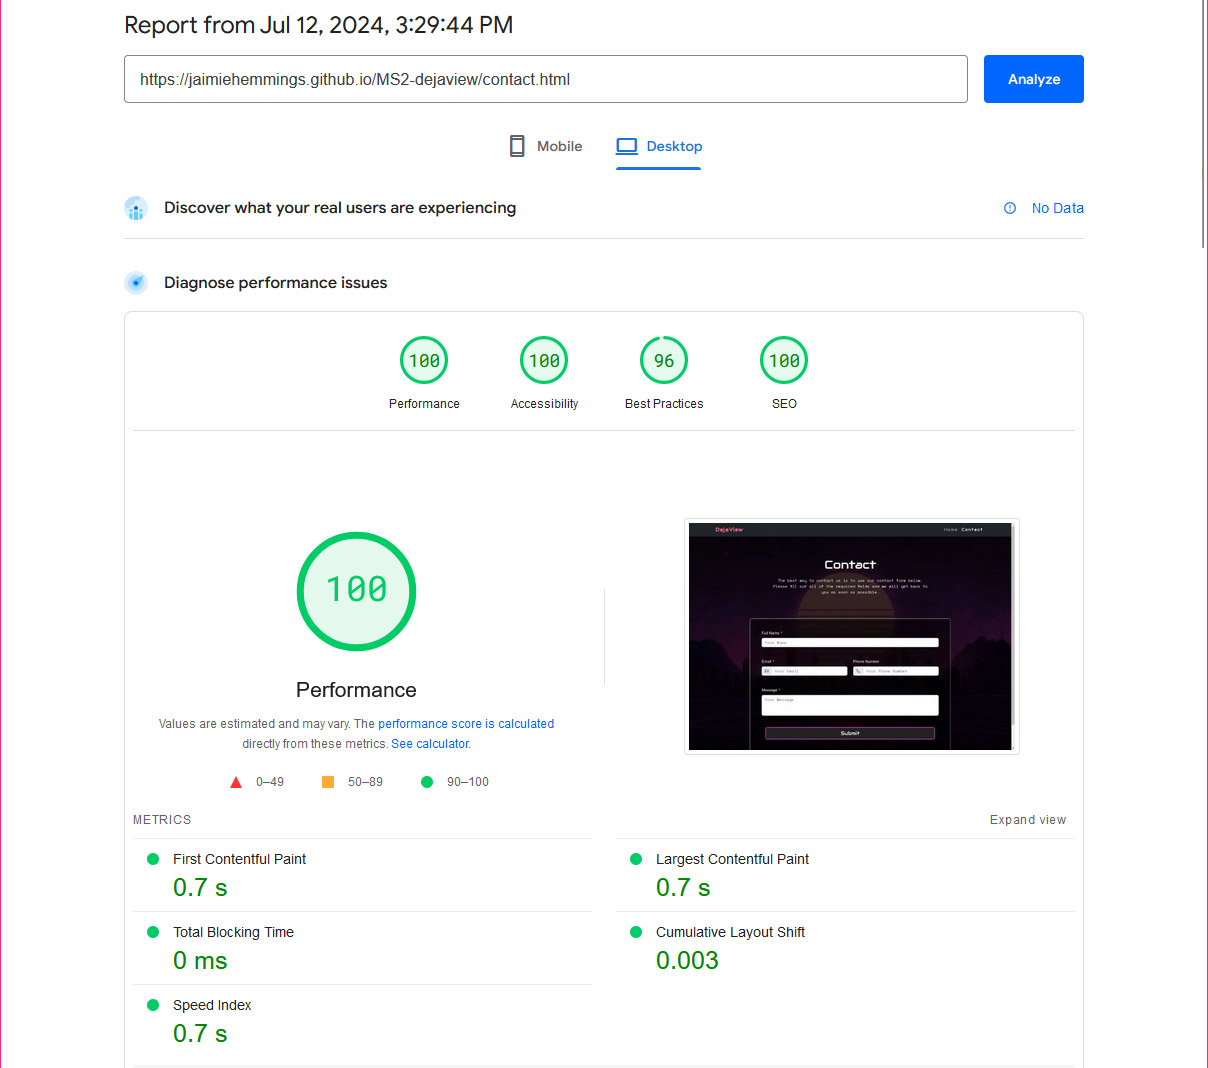 Report from Jul 12, 2024, 3:29:44 PM
https://jaimiehemmings.github.io/MS2-dejaview/contact.html
Analyze
Mobile
Desktop
Discover what your real users are experiencing
No Data
Diagnose performance issues
100
100
96
100
Performance
Accessibility
Best Practices
SEO
100
DejaView
Home Contact
Contact
The best way to contact us is to use our contact form below.
Please fill out all of the required fields and we will get back to
you as soon as possible.
Full Name *
Your Name
Email *
Phone Number
Your Email
Your Phone Number
Message *
Your Message
Submit
Performance
Values are estimated and may vary. The performance score is calculated
directly from these metrics. See calculator.
0–49
50–89
90–100
METRICS
Expand view
First Contentful Paint
0.7 s
Largest Contentful Paint
0.7 s
Total Blocking Time
0 ms
Cumulative Layout Shift
0.003
Speed Index
0.7 s